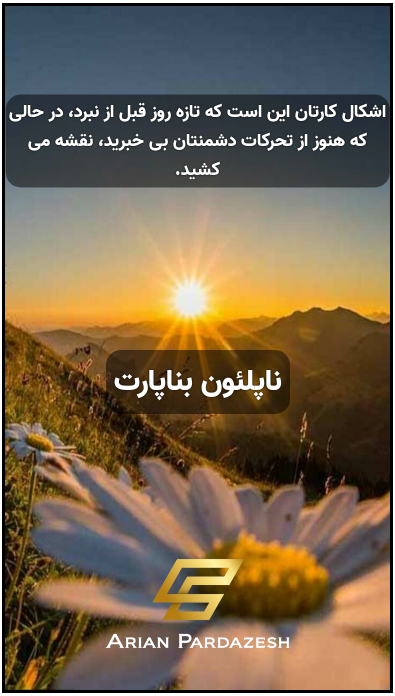 اشکال کارتان این است که تازه روز قبل از نبرد، در حالی
که هنوز از تحرکات دشمنتان بی خبرید، نقشه می
کشید.
ناپلئون بناپارت
ARIAN PARDAZESH